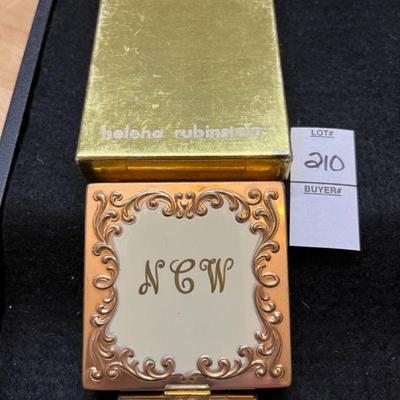 helena rubinstein
LOT#
210
BUYER#
NCW